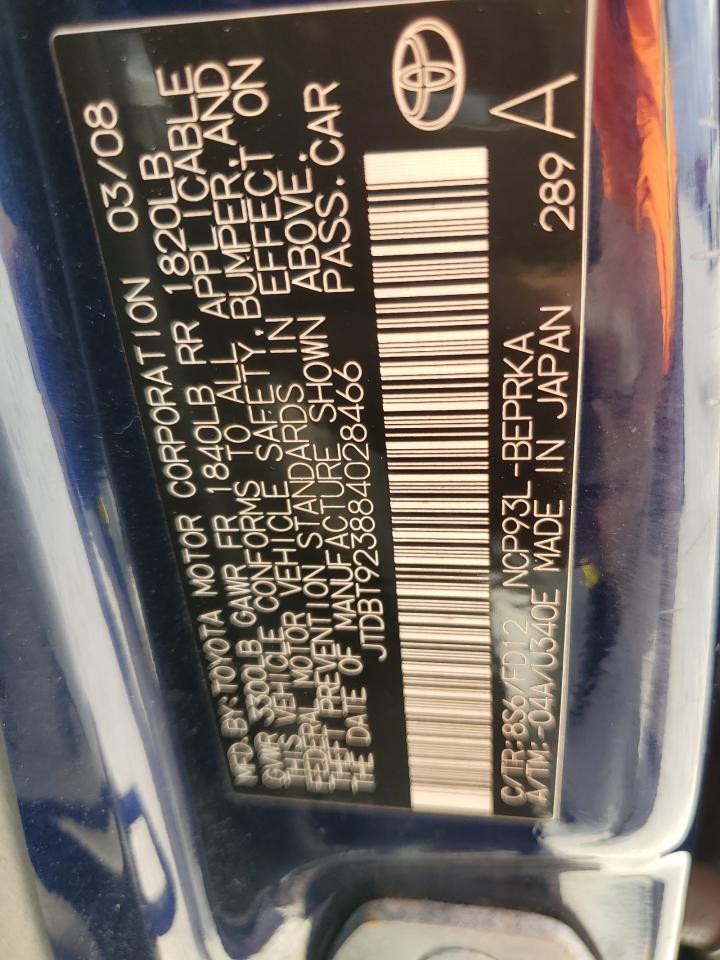 MFD BY: TOYOTA MOTOR CORPORATION 03/08
GVWR 3300LB GAWR FR 1840LB RR 1820LB
THIS VEHICLE CONFORMS TO ALL APPLICABLE
FEDERAL MOTOR VEHICLE SAFETY, BUMPER, AND
THEFT PREVENTION STANDARDS IN EFFECT ON
THE DATE OF MANUFACTURE SHOWN ABOVE.
JTDBT923884028466 PASS. CAR
C/TR: 8S6/FD12 NCP93L-BEPRKA 289 A
A/TM: -04A/U340E MADE IN JAPAN